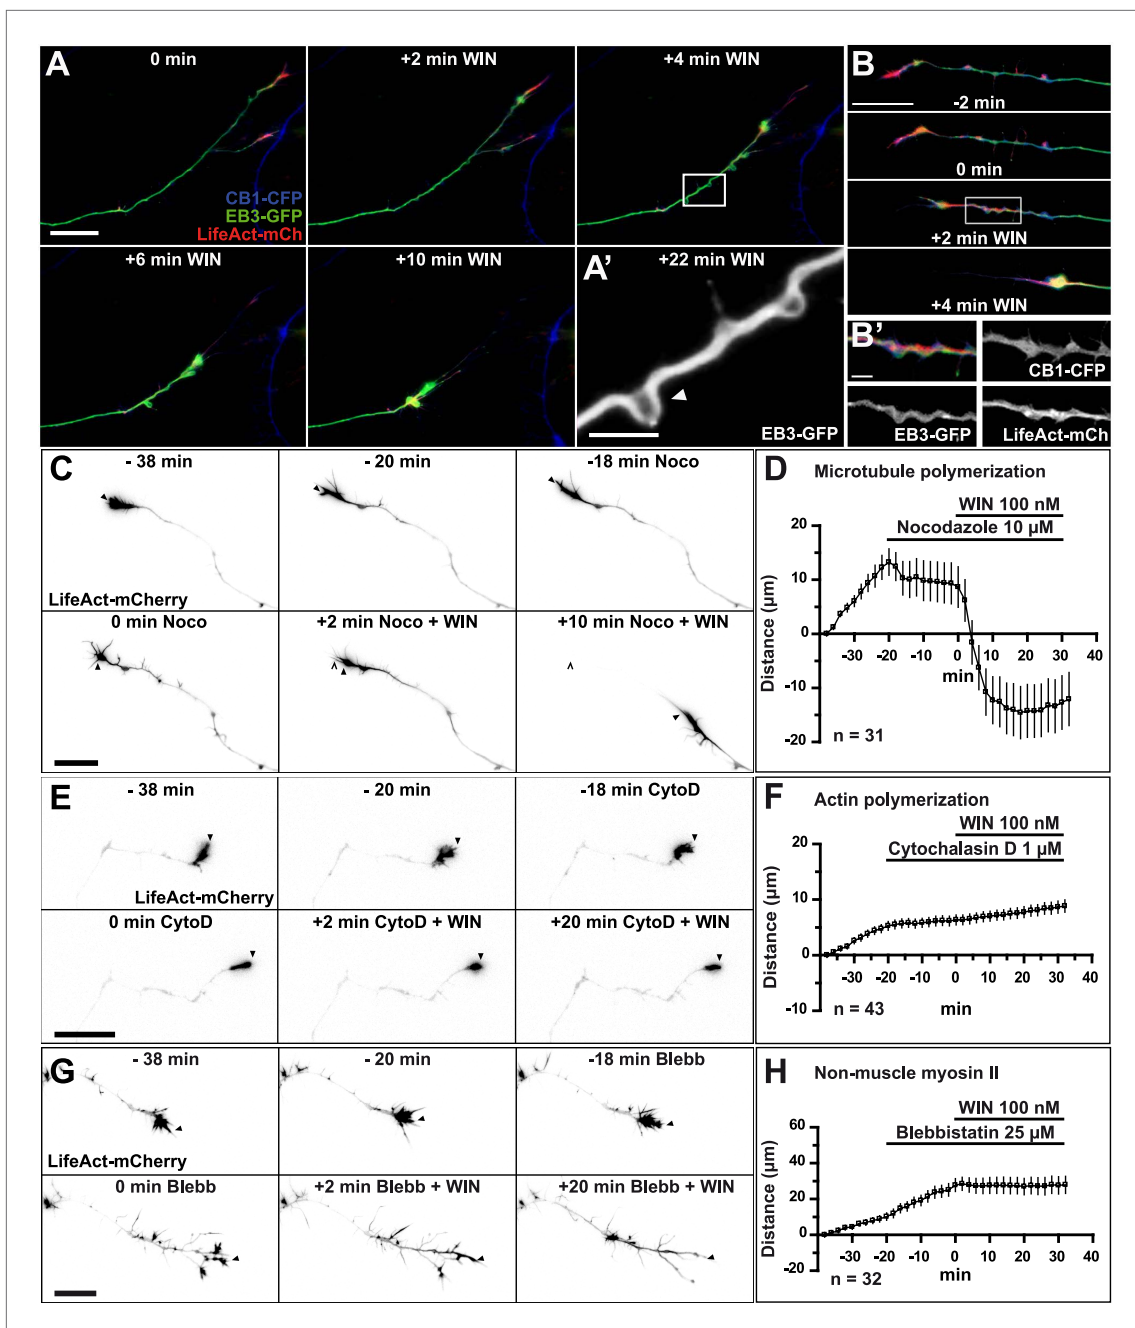 A
0 min
+2 min WIN
+4 min WIN
CB1-CFP
EB3-GFP
LifeAct-mCh
+6 min WIN
+10 min WIN
A'
+22 min WIN
EB3-GFP
B
-2 min
0 min
+2 min WIN
+4 min WIN
B'
CB1-CFP
EB3-GFP
LifeAct-mCh
C
- 38 min
- 20 min
-18 min Noco
LifeAct-mCherry
0 min Noco
+2 min Noco + WIN
+10 min Noco + WIN
D
Microtubule polymerization
WIN 100 nM
Nocodazole 10 µM
Distance (µm)
20
10
0
-10
-20
-30 -20 -10 0 10 20 30 40
min
n = 31
E
- 38 min
- 20 min
-18 min CytoD
LifeAct-mCherry
0 min CytoD
+2 min CytoD + WIN
+20 min CytoD + WIN
F
Actin polymerization
WIN 100 nM
Cytochalasin D 1 µM
Distance (µm)
20
10
0
-10
-30 -20 -10 0 10 20 30 40
min
n = 43
G
- 38 min
- 20 min
-18 min Blebb
LifeAct-mCherry
0 min Blebb
+2 min Blebb + WIN
+20 min Blebb + WIN
H
Non-muscle myosin II
WIN 100 nM
Blebbistatin 25 µM
Distance (µm)
60
40
20
0
-20
-30 -20 -10 0 10 20 30 40
min
n = 32